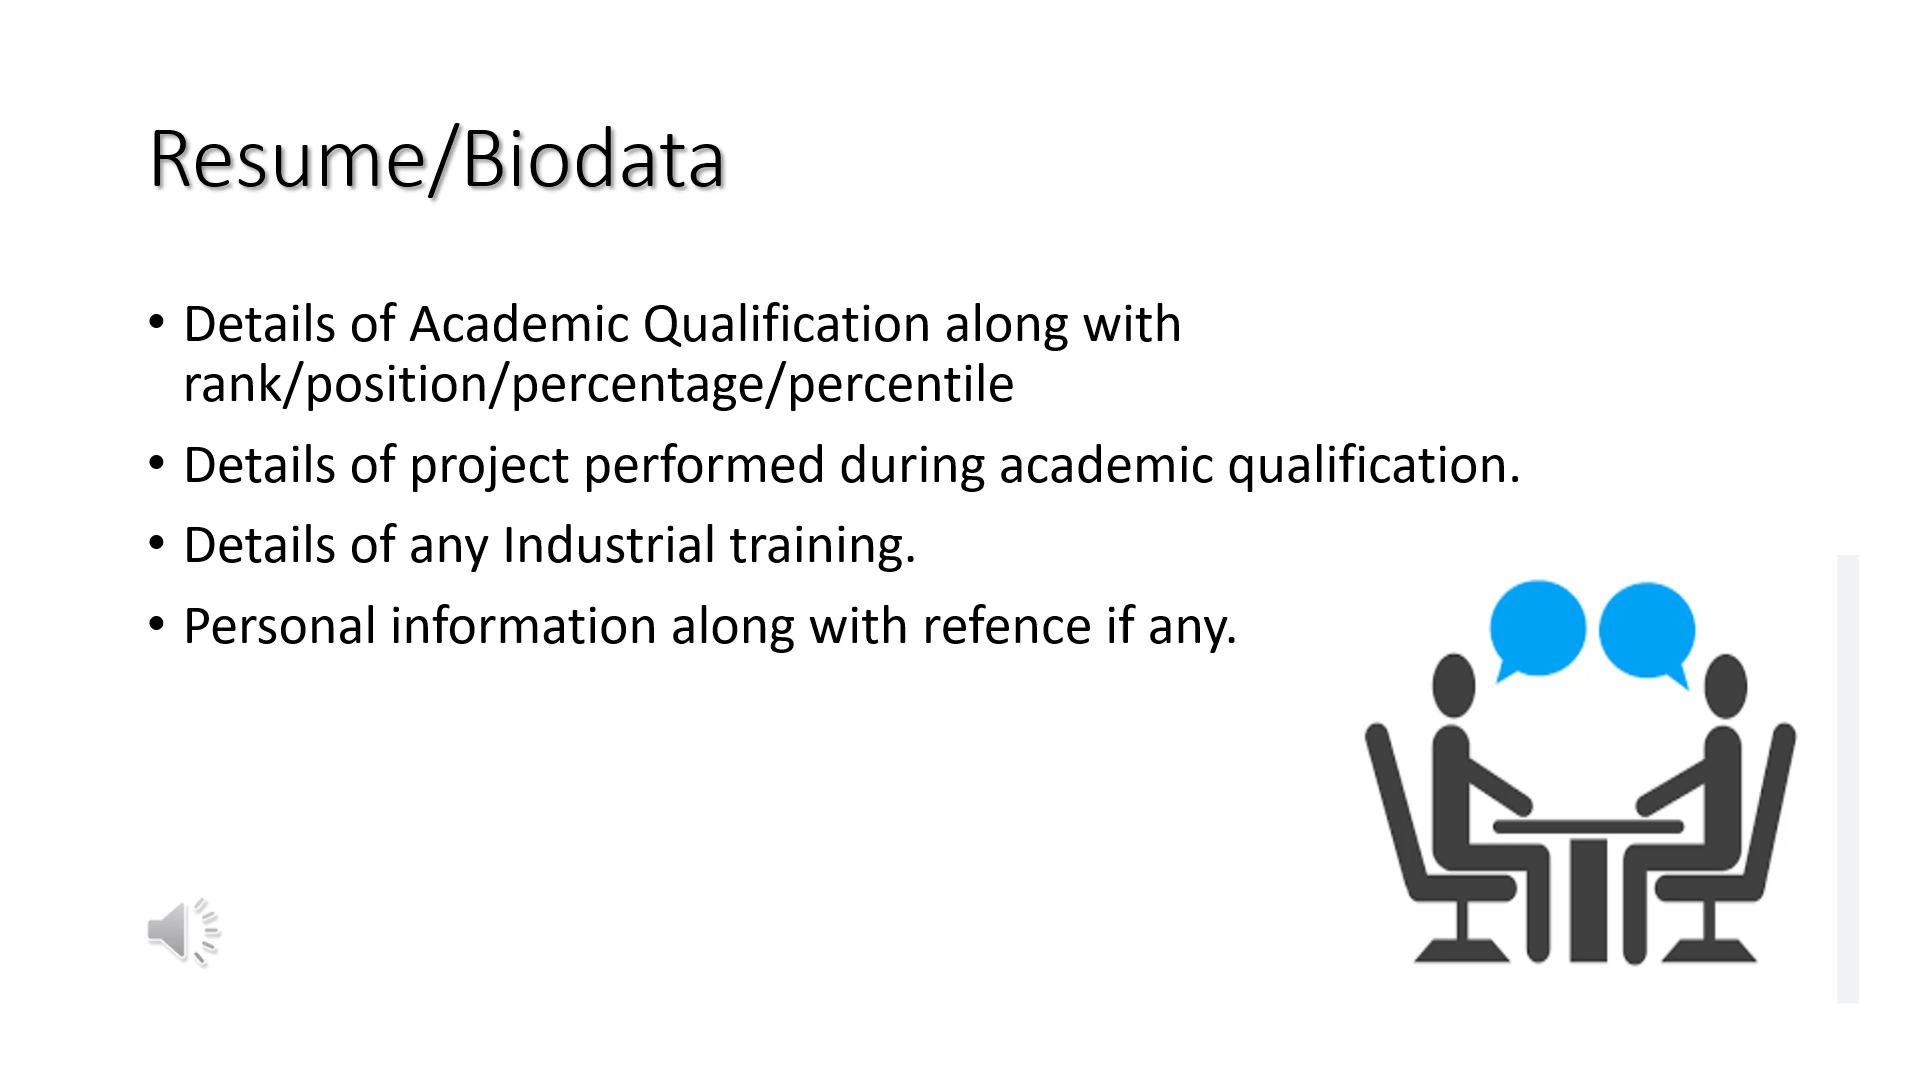 Resume/Biodata
• Details of Academic Qualification along with
rank/position/percentage/percentile
• Details of project performed during academic qualification.
• Details of any Industrial training.
• Personal information along with refence if any.